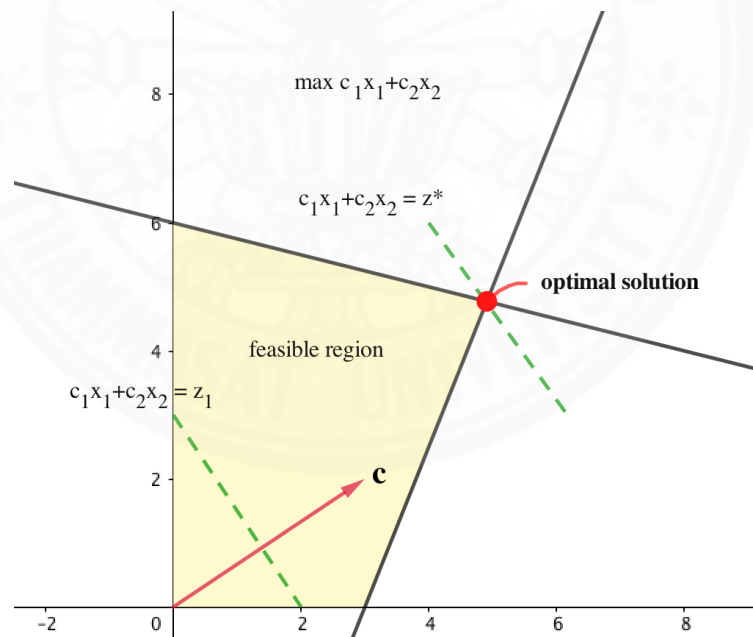 max c₁x₁+c₂x₂
8
c₁x₁+c₂x₂ = z*
6
optimal solution
feasible region
4
c₁x₁+c₂x₂ = z₁
c
2
-2 0 2 4 6 8